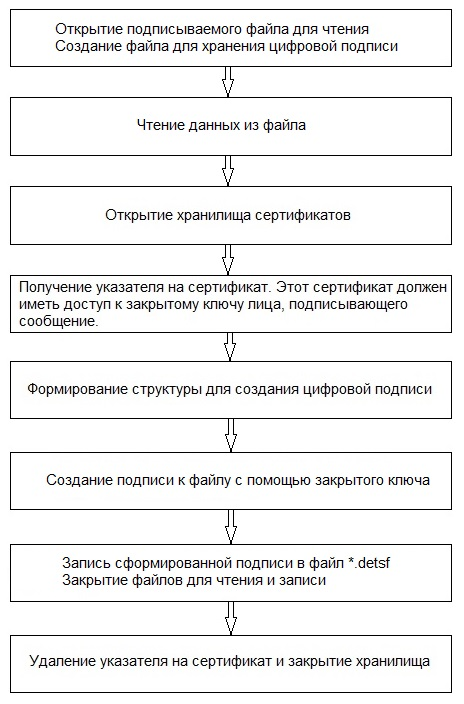 Открытие подписываемого файла для чтения
Создание файла для хранения цифровой подписи
Чтение данных из файла
Открытие хранилища сертификатов
Получение указателя на сертификат. Этот сертификат должен
иметь доступ к закрытому ключу лица, подписывающего
сообщение.
Формирование структуры для создания цифровой подписи
Создание подписи к файлу с помощью закрытого ключа
Запись сформированной подписи в файл *.detsf
Закрытие файлов для чтения и записи
Удаление указателя на сертификат и закрытие хранилища